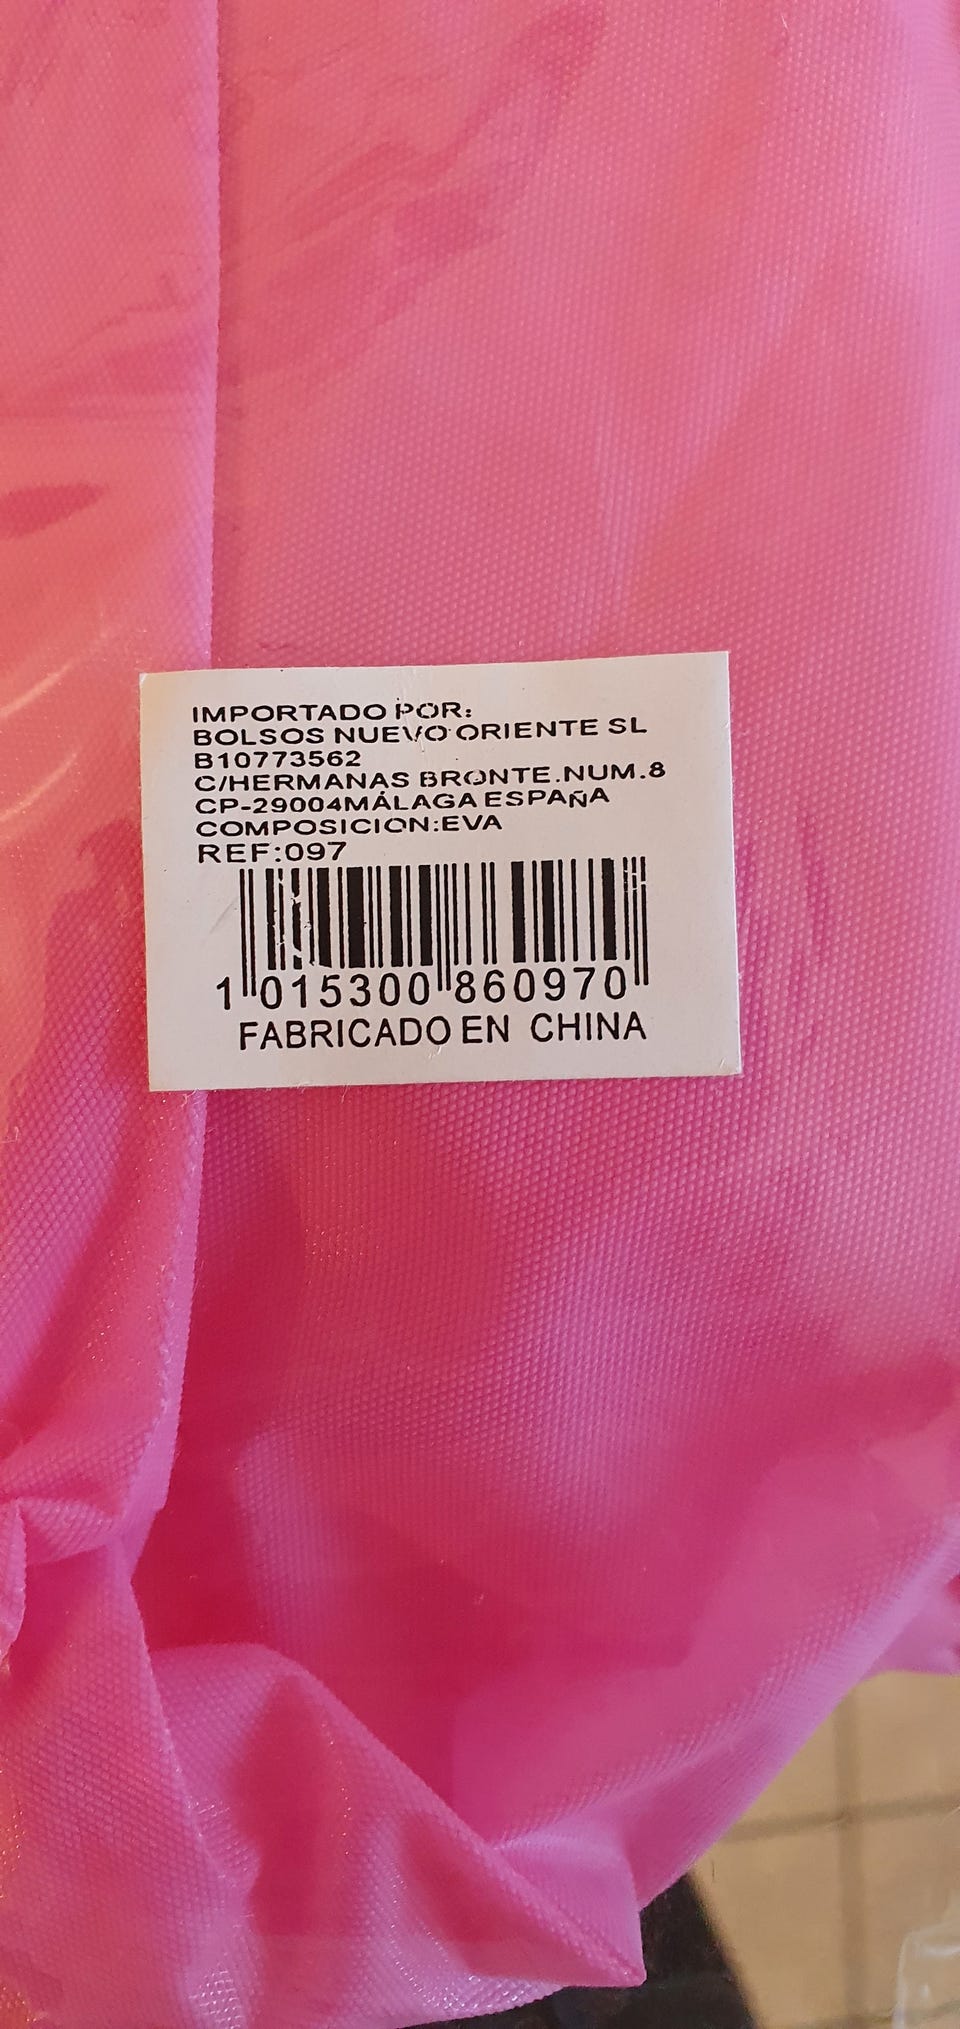 IMPORTADO POR:
BOLSOS NUEVO ORIENTE SL
B10773562
C/HERMANAS BRONTE.NUM.8
CP-29004MÁLAGA ESPAÑA
COMPOSICION:EVA
REF:097
1 015300 860970
FABRICADO EN CHINA